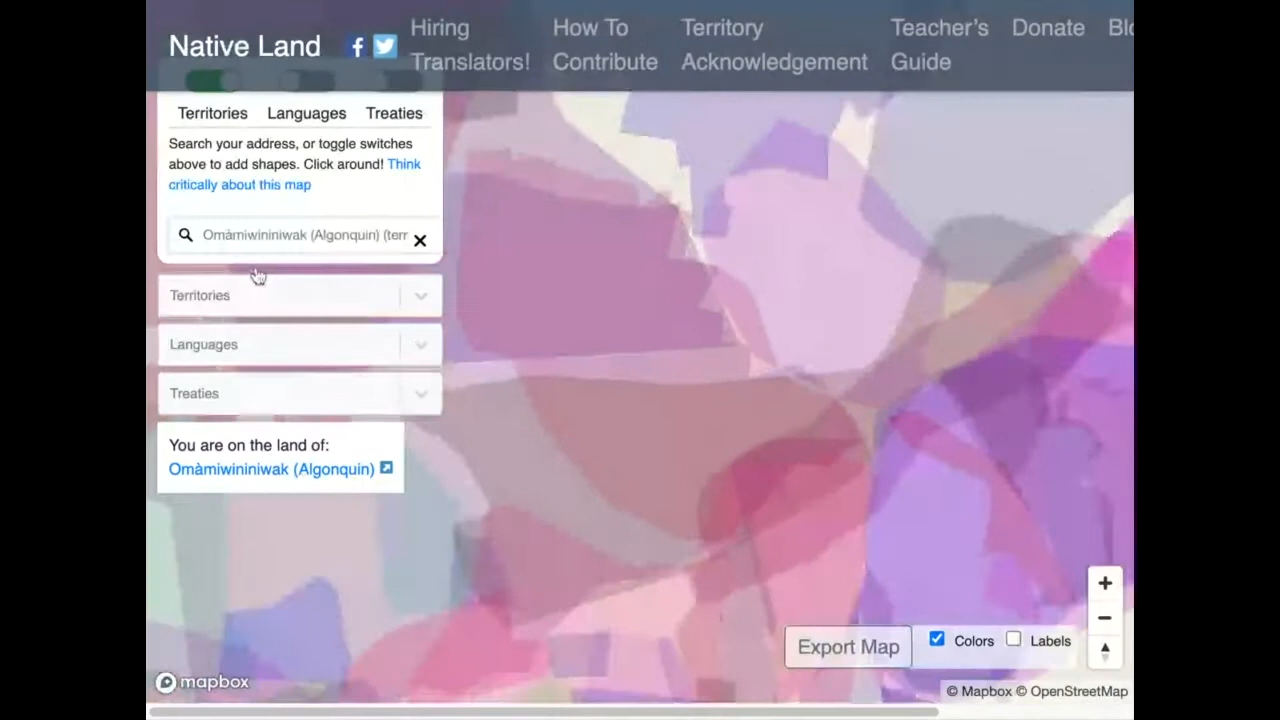 Native Land
Hiring Translators!
How To Contribute
Territory Acknowledgement
Teacher's Guide
Donate
Territories Languages Treaties
Search your address, or toggle switches
above to add shapes. Click around! Think
critically about this map
Omàmiwininiwak (Algonquin) (terr
Territories
Languages
Treaties
You are on the land of:
Omàmiwininiwak (Algonquin)
Export Map
Colors
Labels
mapbox
© Mapbox © OpenStreetMap